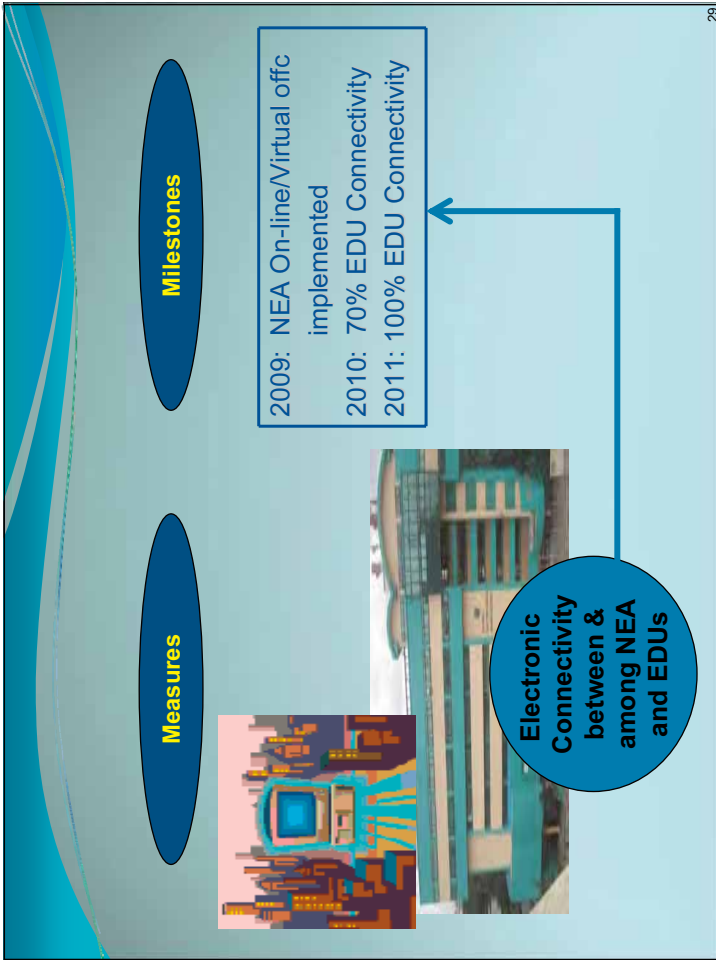 Measures
Milestones
2009: NEA On-line/Virtual offc
implemented
2010: 70% EDU Connectivity
2011: 100% EDU Connectivity
Electronic
Connectivity
between &
among NEA
and EDUs
29